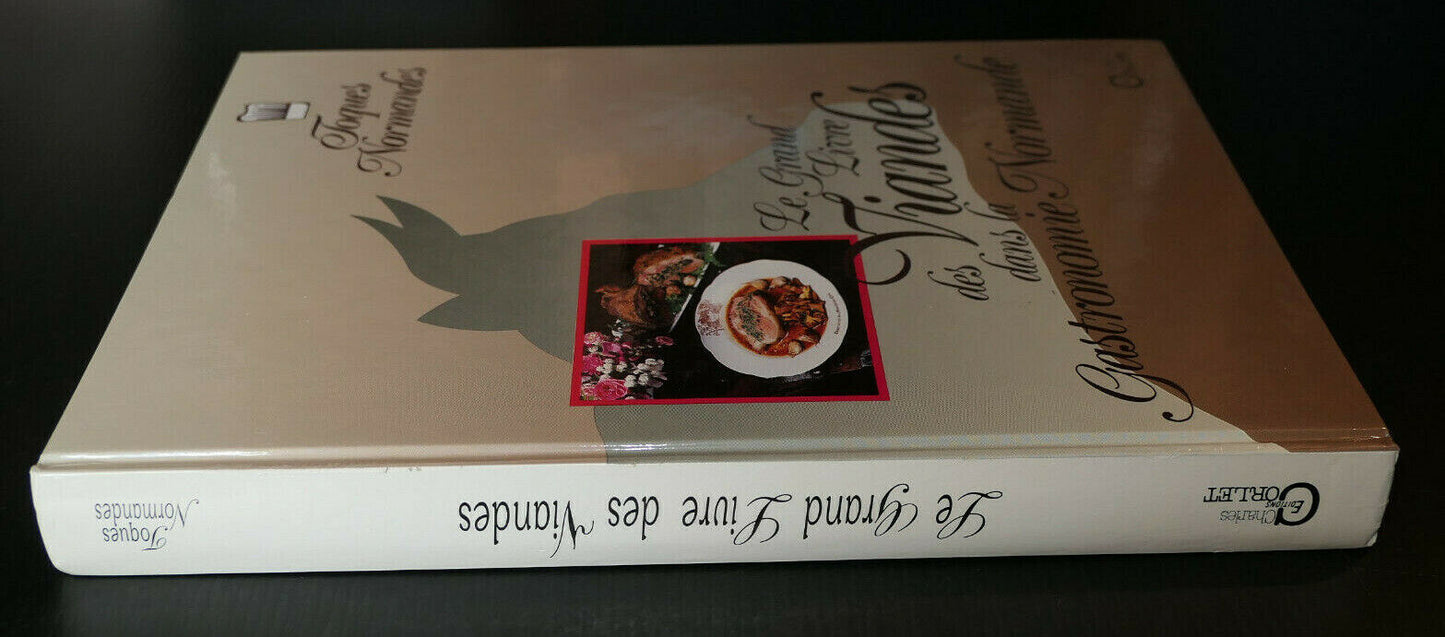 Toques
Normandes
Le Grand
Livre
des Viandes
dans la
Gastronomie Normande
Toques
Normandes
Le Grand Livre des Viandes
Charles
CORLET
EDITIONS